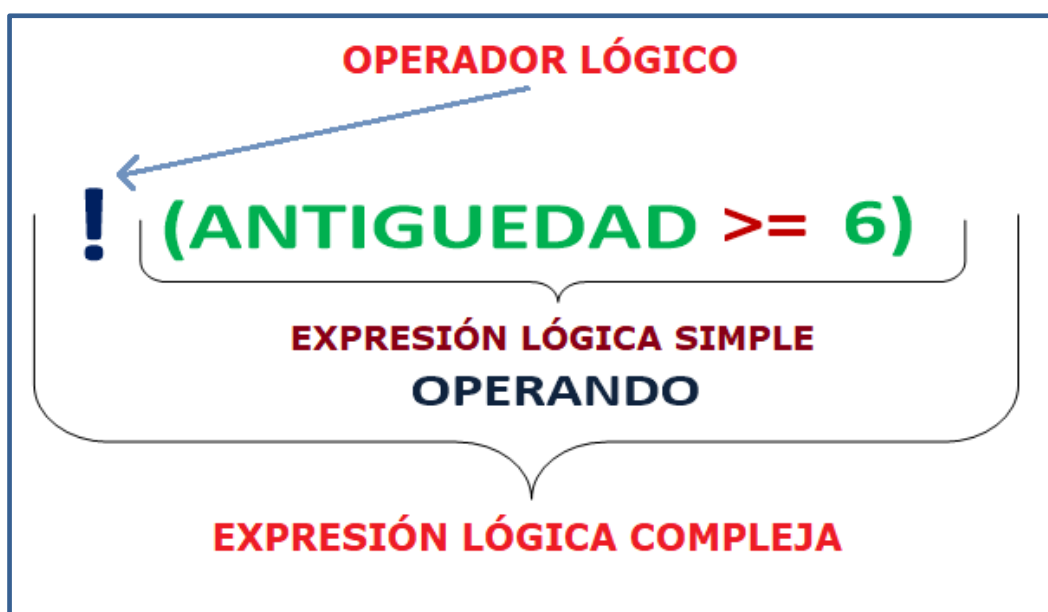 OPERADOR LÓGICO
! (ANTIGUEDAD >= 6)
EXPRESIÓN LÓGICA SIMPLE
OPERANDO
EXPRESIÓN LÓGICA COMPLEJA